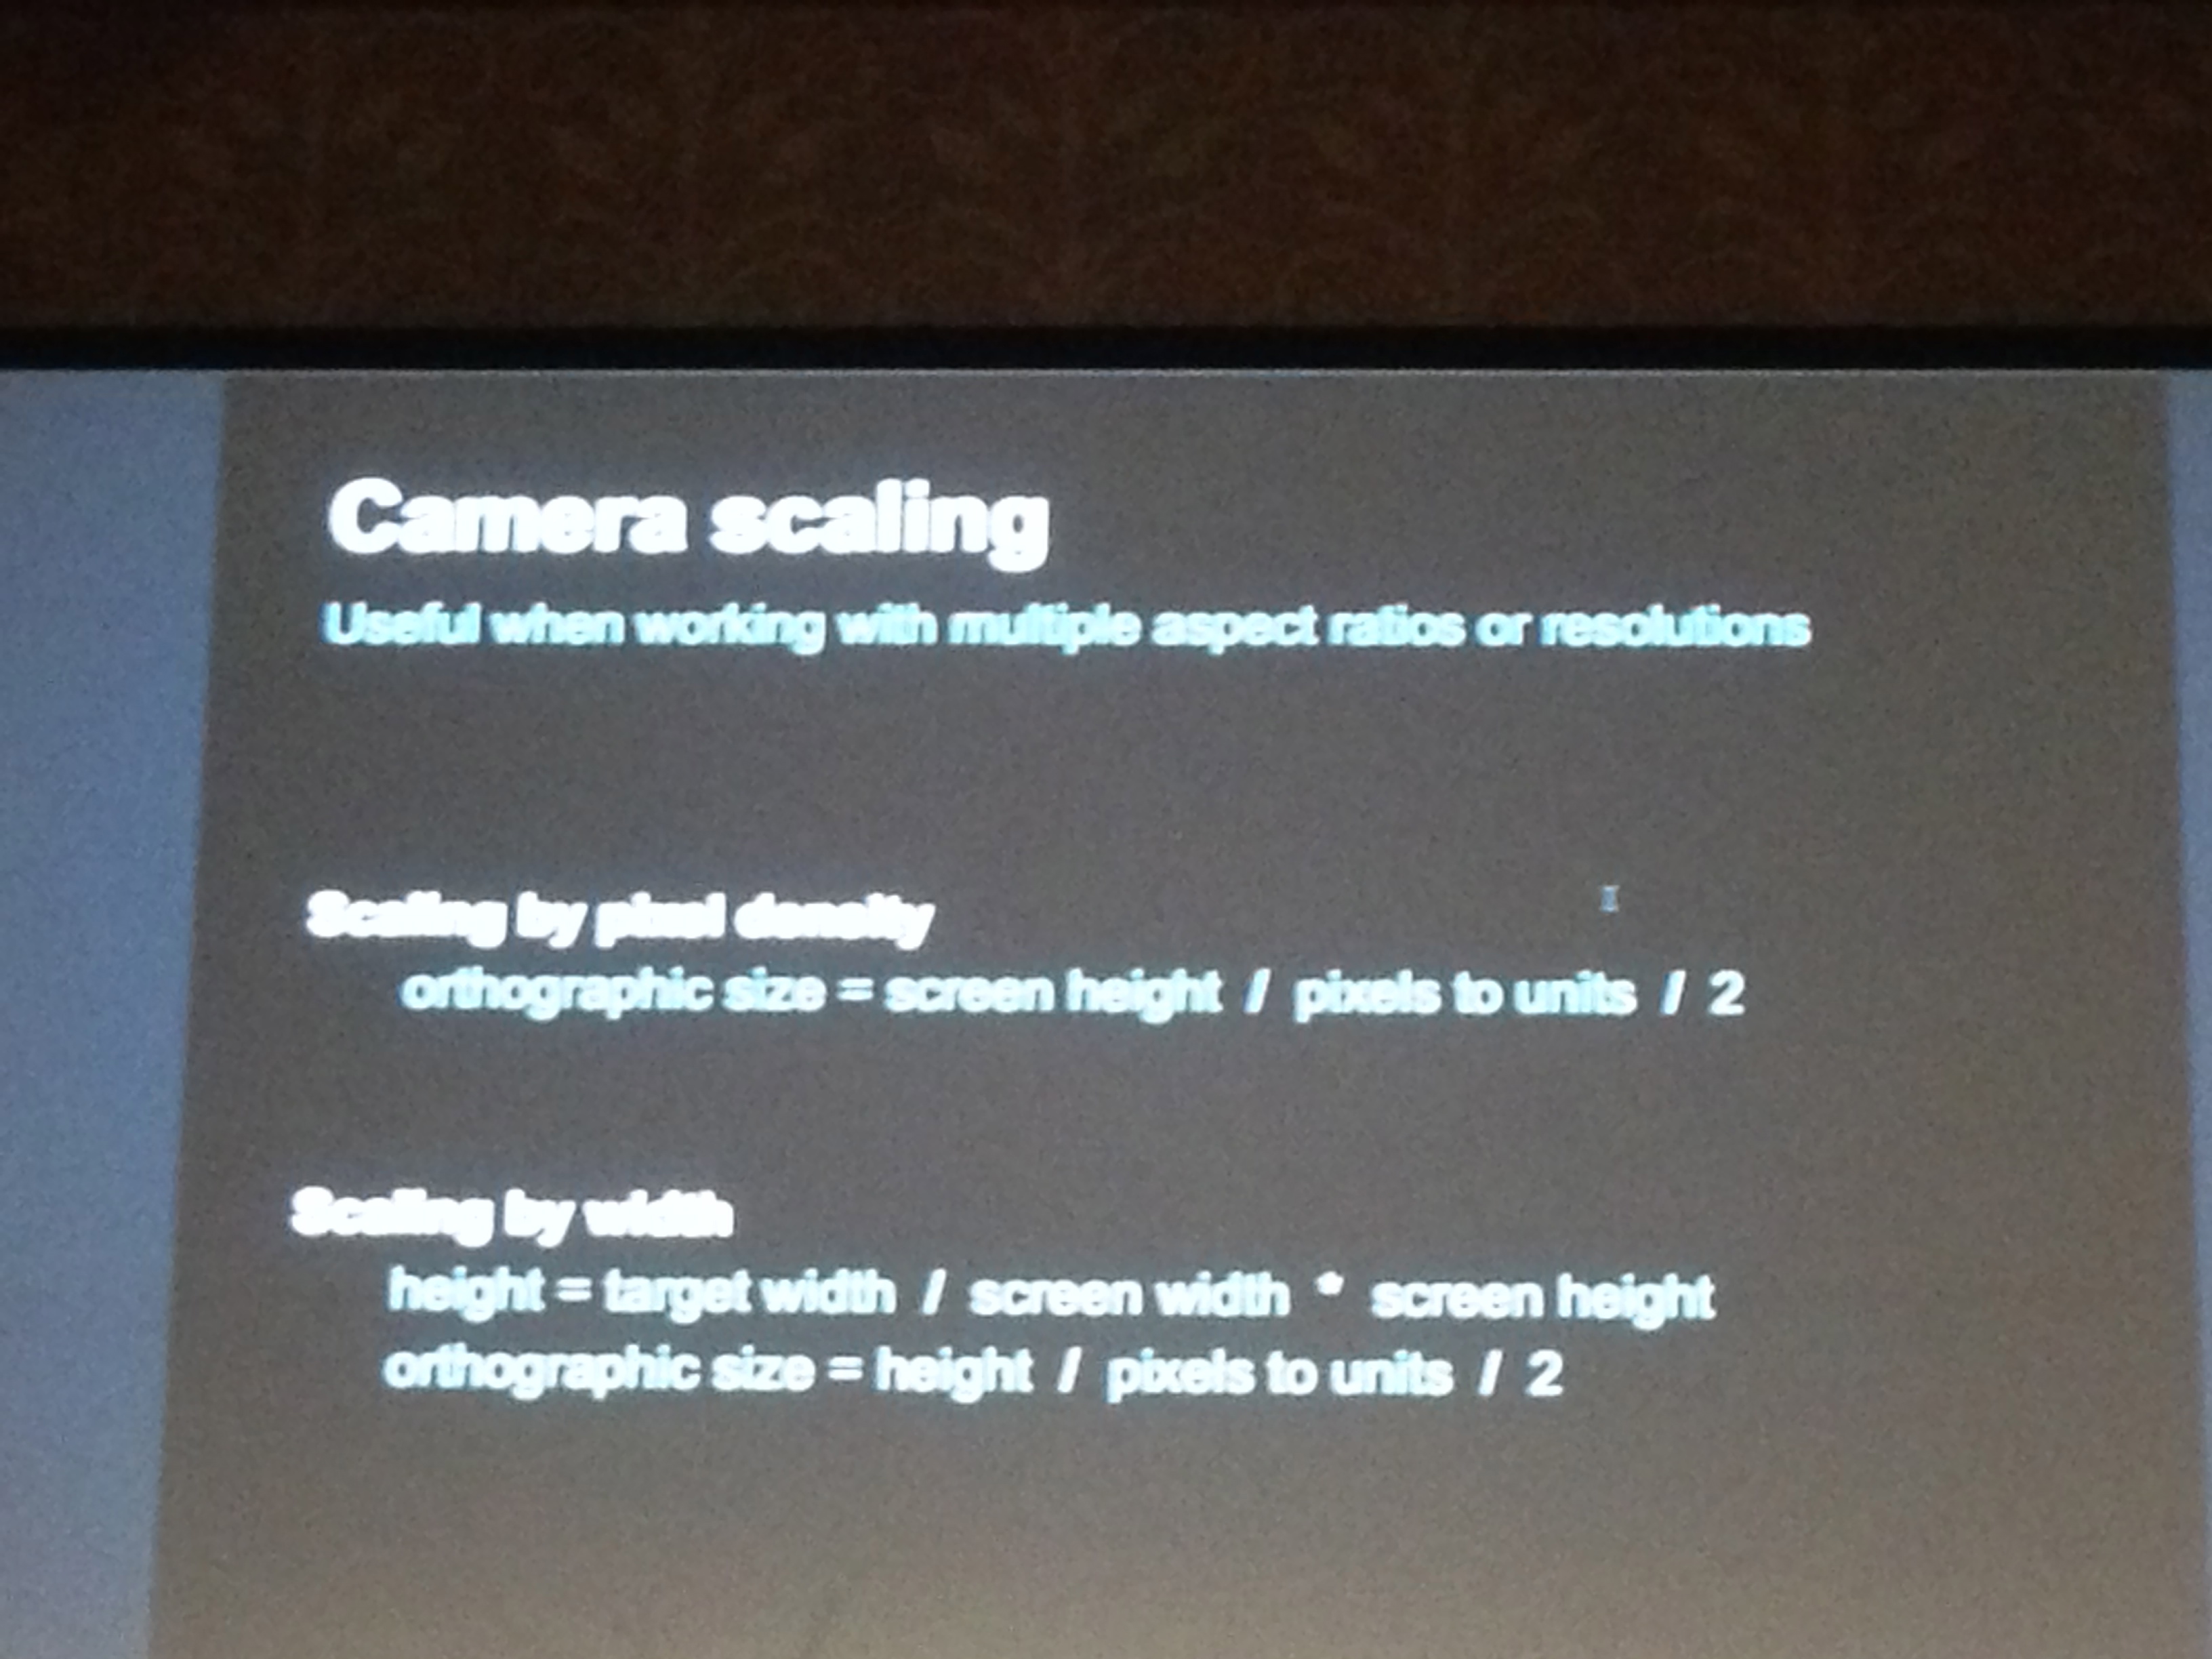 Camera scaling
Useful when working with multiple aspect ratios or resolutions
Scaling by pixel density
orthographic size = screen height / pixels to units / 2
Scaling by width
height = target width / screen width * screen height
orthographic size = height / pixels to units / 2